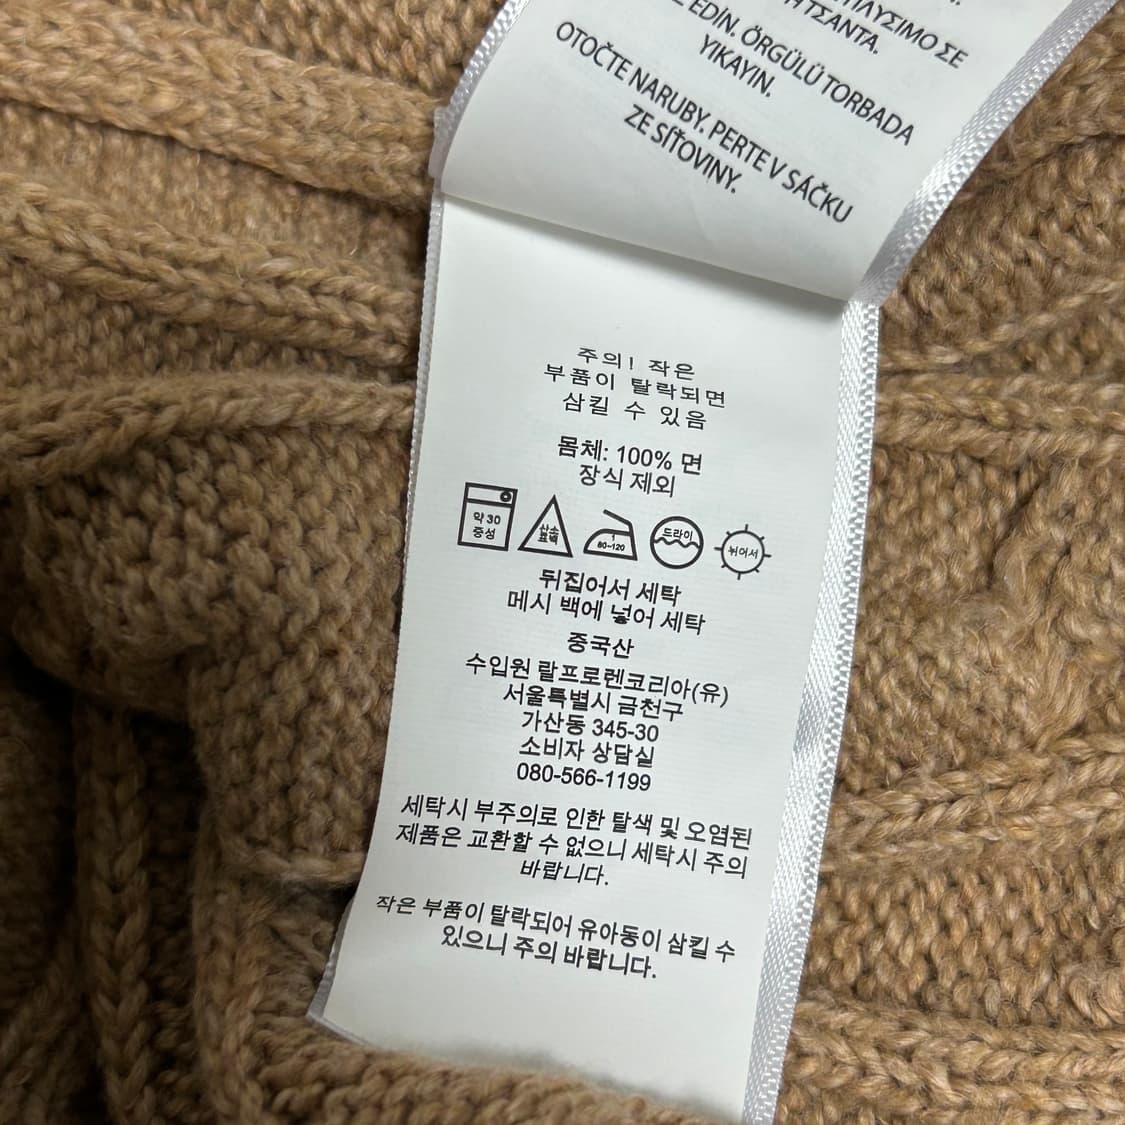 ΠΛΥΣΙΜΟ ΣΕ
ΤΣΑΝΤΑ.
EDİN. ÖRGÜLÜ TORBADA
YIKAYIN.
OTOČTE NARUBY. PERTE V SÁČKU
ZE SÍŤOVINY.
주의! 작은
부품이 탈락되면
삼킬 수 있음
몸체: 100% 면
장식 제외
약 30
중성
산소
표백
1
80~120
드라이
뉘어서
뒤집어서 세탁
메시 백에 넣어 세탁
중국산
수입원 랄프로렌코리아(유)
서울특별시 금천구
가산동 345-30
소비자 상담실
080-566-1199
세탁시 부주의로 인한 탈색 및 오염된
제품은 교환할 수 없으니 세탁시 주의
바랍니다.
작은 부품이 탈락되어 유아동이 삼킬 수
있으니 주의 바랍니다.